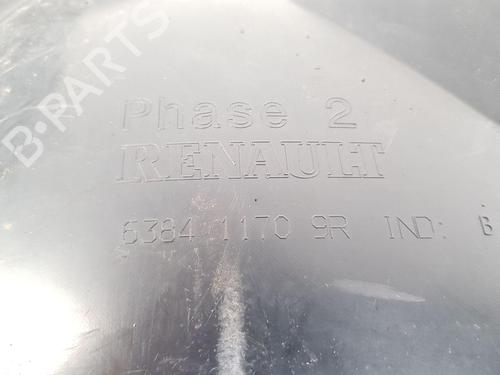 B-PARTS
Phase 2
RENAULT
6384 1170 9R IND: B